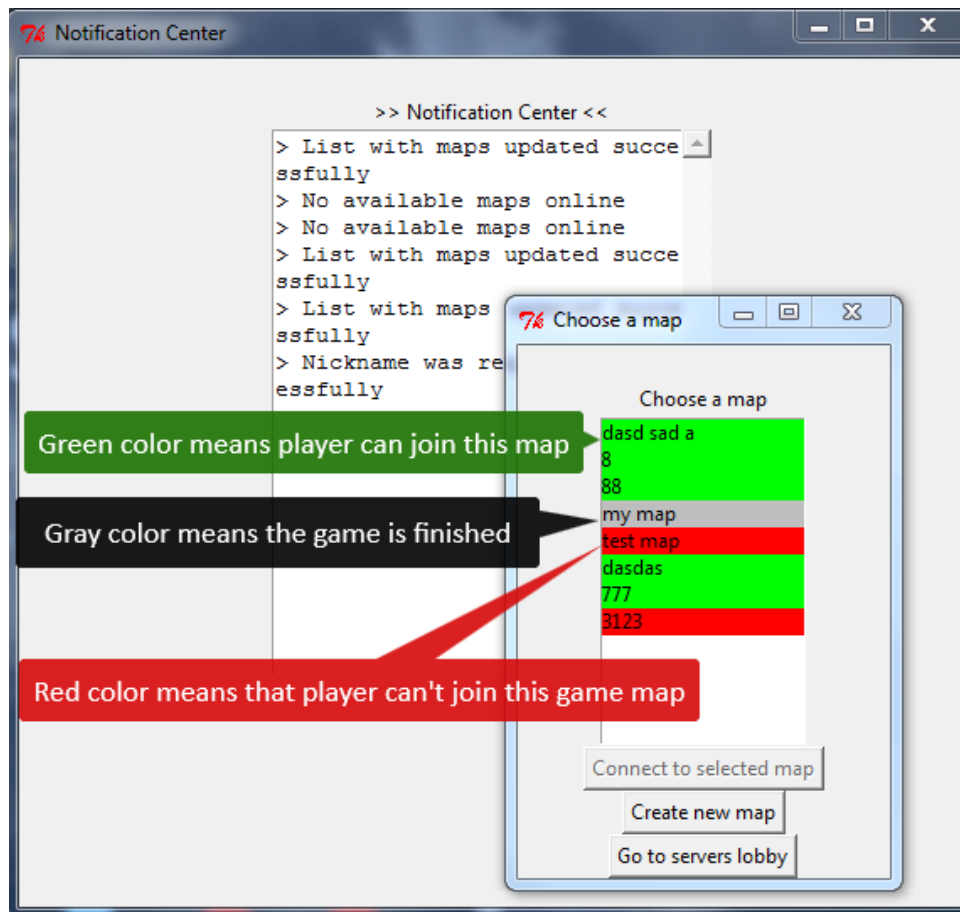 Notification Center
>> Notification Center <<
> List with maps updated succe
ssfully
> No available maps online
> No available maps online
> List with maps updated succe
ssfully
> List with maps
ssfully
> Nickname was re
essfully
Choose a map
Choose a map
dasd sad a
8
88
my map
test map
dasdas
777
3123
Connect to selected map
Create new map
Go to servers lobby
Green color means player can join this map
Gray color means the game is finished
Red color means that player can't join this game map